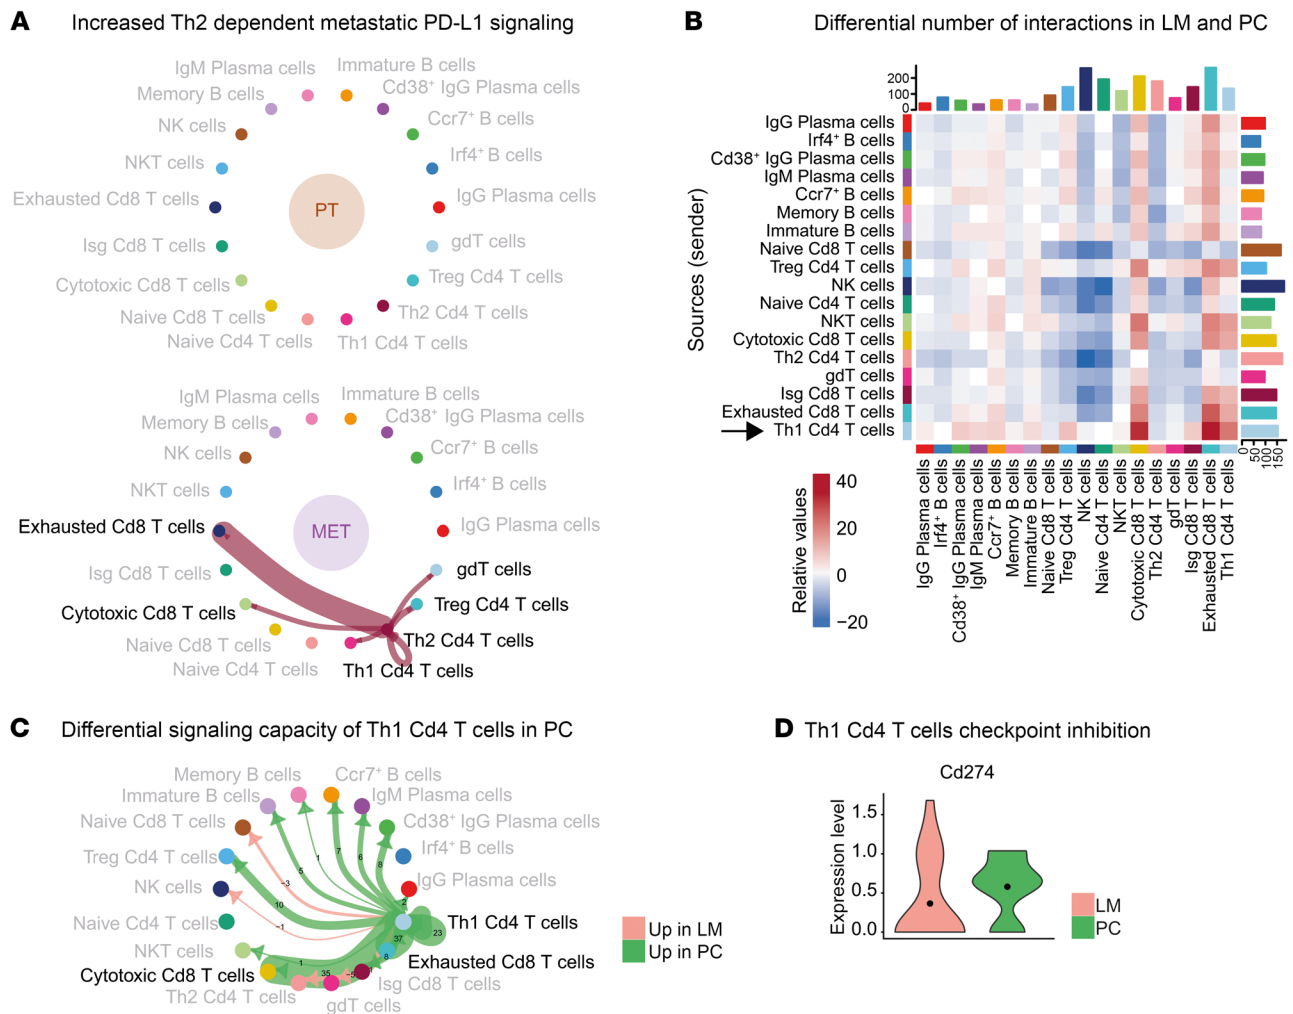 A
Increased Th2 dependent metastatic PD-L1 signaling
IgM Plasma cells
Immature B cells
Memory B cells
Cd38+ IgG Plasma cells
NK cells
Ccr7+ B cells
NKT cells
Irf4+ B cells
Exhausted Cd8 T cells
IgG Plasma cells
PT
Isg Cd8 T cells
gdT cells
Cytotoxic Cd8 T cells
Treg Cd4 T cells
Naive Cd8 T cells
Th2 Cd4 T cells
Naive Cd4 T cells
Th1 Cd4 T cells
IgM Plasma cells
Immature B cells
Memory B cells
Cd38+ IgG Plasma cells
NK cells
Ccr7+ B cells
NKT cells
Irf4+ B cells
Exhausted Cd8 T cells
MET
IgG Plasma cells
Isg Cd8 T cells
gdT cells
Cytotoxic Cd8 T cells
Treg Cd4 T cells
Naive Cd8 T cells
Th2 Cd4 T cells
Naive Cd4 T cells
Th1 Cd4 T cells
B
Differential number of interactions in LM and PC
200
100
0
Sources (sender)
IgG Plasma cells
Irf4+ B cells
Cd38+ IgG Plasma cells
IgM Plasma cells
Ccr7+ B cells
Memory B cells
Immature B cells
Naive Cd8 T cells
Treg Cd4 T cells
NK cells
Naive Cd4 T cells
NKT cells
Cytotoxic Cd8 T cells
Th2 Cd4 T cells
gdT cells
Isg Cd8 T cells
Exhausted Cd8 T cells
Th1 Cd4 T cells
0
50
100
150
IgG Plasma cells
Irf4+ B cells
Cd38+ IgG Plasma cells
IgM Plasma cells
Ccr7+ B cells
Memory B cells
Immature B cells
Naive Cd8 T cells
Treg Cd4 T cells
NK cells
Naive Cd4 T cells
NKT cells
Cytotoxic Cd8 T cells
Th2 Cd4 T cells
gdT cells
Isg Cd8 T cells
Exhausted Cd8 T cells
Th1 Cd4 T cells
Relative values
40
20
0
−20
C
Differential signaling capacity of Th1 Cd4 T cells in PC
Memory B cells
Ccr7+ B cells
Immature B cells
IgM Plasma cells
Naive Cd8 T cells
Cd38+ IgG Plasma cells
Treg Cd4 T cells
Irf4+ B cells
NK cells
IgG Plasma cells
Naive Cd4 T cells
Th1 Cd4 T cells
NKT cells
Exhausted Cd8 T cells
Cytotoxic Cd8 T cells
Isg Cd8 T cells
Th2 Cd4 T cells
gdT cells
1
7
6
8
5
−3
10
−1
2
23
37
8
1
35
−5
Up in LM
Up in PC
D
Th1 Cd4 T cells checkpoint inhibition
Cd274
Expression level
1.5
1.0
0.5
0.0
LM
PC